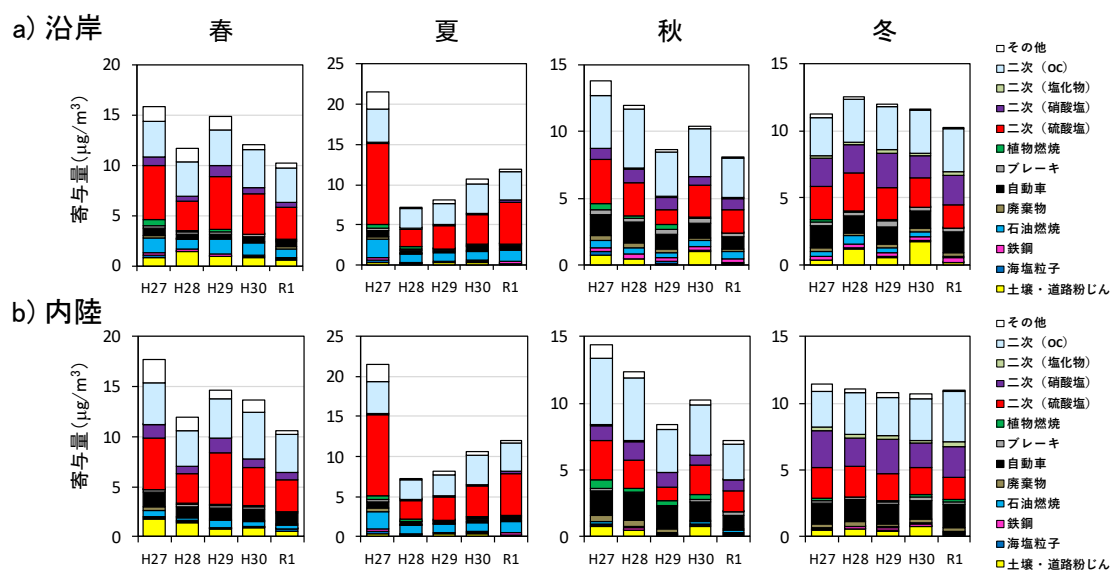 a) 沿岸
春
夏
秋
冬
寄与量(μg/m³)
20
15
10
5
0
H27 H28 H29 H30 R1
25
20
15
10
5
0
H27 H28 H29 H30 R1
15
10
5
0
H27 H28 H29 H30 R1
15
10
5
0
H27 H28 H29 H30 R1
その他
二次（OC）
二次（塩化物）
二次（硝酸塩）
二次（硫酸塩）
植物燃焼
ブレーキ
自動車
廃棄物
石油燃焼
鉄鋼
海塩粒子
土壌・道路粉じん
b) 内陸
寄与量(μg/m³)
20
15
10
5
0
H27 H28 H29 H30 R1
25
20
15
10
5
0
H27 H28 H29 H30 R1
15
10
5
0
H27 H28 H29 H30 R1
15
10
5
0
H27 H28 H29 H30 R1
その他
二次（OC）
二次（塩化物）
二次（硝酸塩）
二次（硫酸塩）
植物燃焼
ブレーキ
自動車
廃棄物
石油燃焼
鉄鋼
海塩粒子
土壌・道路粉じん